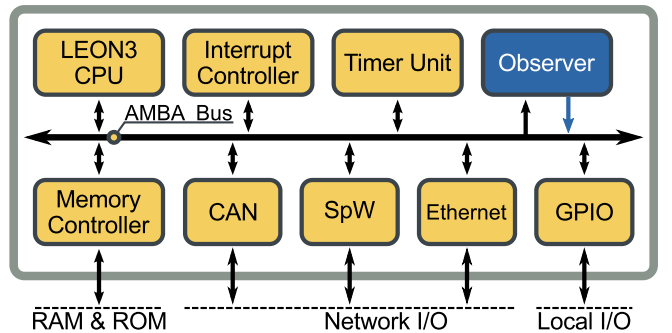 LEON3
CPU
Interrupt
Controller
Timer Unit
Observer
AMBA Bus
Memory
Controller
CAN
SpW
Ethernet
GPIO
RAM & ROM
Network I/O
Local I/O